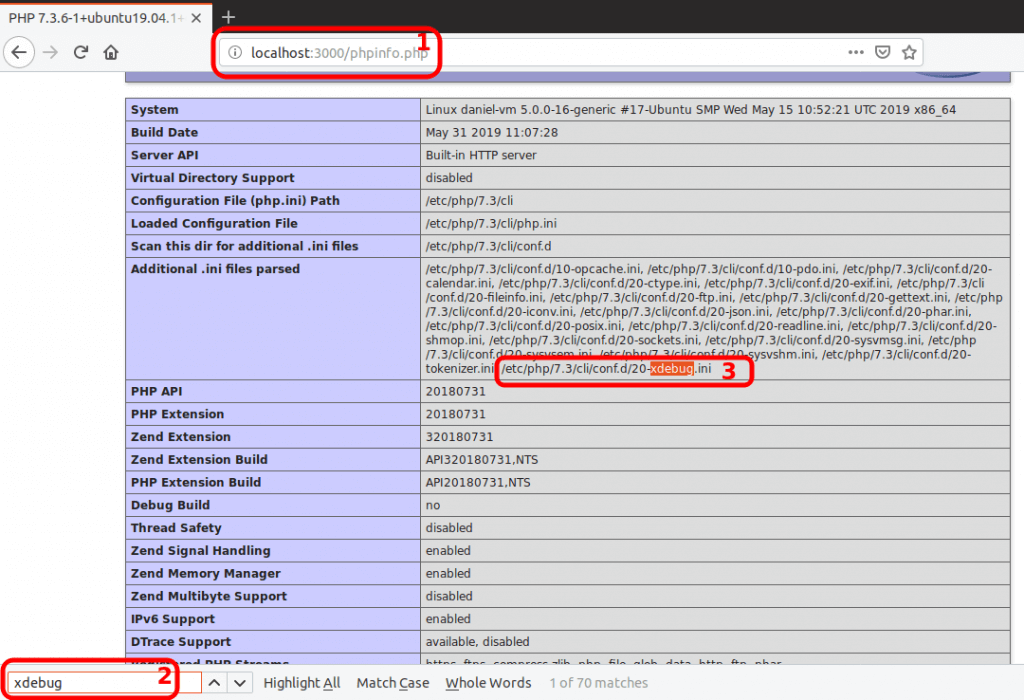 PHP 7.3.6-1+ubuntu19.04.1+
localhost:3000/phpinfo.php 1
System Linux daniel-vm 5.0.0-16-generic #17-Ubuntu SMP Wed May 15 10:52:21 UTC 2019 x86_64
Build Date May 31 2019 11:07:28
Server API Built-in HTTP server
Virtual Directory Support disabled
Configuration File (php.ini) Path /etc/php/7.3/cli
Loaded Configuration File /etc/php/7.3/cli/php.ini
Scan this dir for additional .ini files /etc/php/7.3/cli/conf.d
Additional .ini files parsed /etc/php/7.3/cli/conf.d/10-opcache.ini, /etc/php/7.3/cli/conf.d/10-pdo.ini, /etc/php/7.3/cli/conf.d/20-
calendar.ini, /etc/php/7.3/cli/conf.d/20-ctype.ini, /etc/php/7.3/cli/conf.d/20-exif.ini, /etc/php/7.3/cli
/conf.d/20-fileinfo.ini, /etc/php/7.3/cli/conf.d/20-ftp.ini, /etc/php/7.3/cli/conf.d/20-gettext.ini, /etc/php
/7.3/cli/conf.d/20-iconv.ini, /etc/php/7.3/cli/conf.d/20-json.ini, /etc/php/7.3/cli/conf.d/20-phar.ini,
/etc/php/7.3/cli/conf.d/20-posix.ini, /etc/php/7.3/cli/conf.d/20-readline.ini, /etc/php/7.3/cli/conf.d/20-
shmop.ini, /etc/php/7.3/cli/conf.d/20-sockets.ini, /etc/php/7.3/cli/conf.d/20-sysvmsg.ini, /etc/php
/7.3/cli/conf.d/20-sysvsem.ini, /etc/php/7.3/cli/conf.d/20-sysvshm.ini, /etc/php/7.3/cli/conf.d/20-
tokenizer.ini, /etc/php/7.3/cli/conf.d/20-xdebug.ini 3
PHP API 20180731
PHP Extension 20180731
Zend Extension 320180731
Zend Extension Build API320180731,NTS
PHP Extension Build API20180731,NTS
Debug Build no
Thread Safety disabled
Zend Signal Handling enabled
Zend Memory Manager enabled
Zend Multibyte Support disabled
IPv6 Support enabled
DTrace Support available, disabled
Registered PHP Streams https, ftps, compress.zlib, php, file, glob, data, http, ftp, phar
xdebug 2 Highlight All Match Case Whole Words 1 of 70 matches